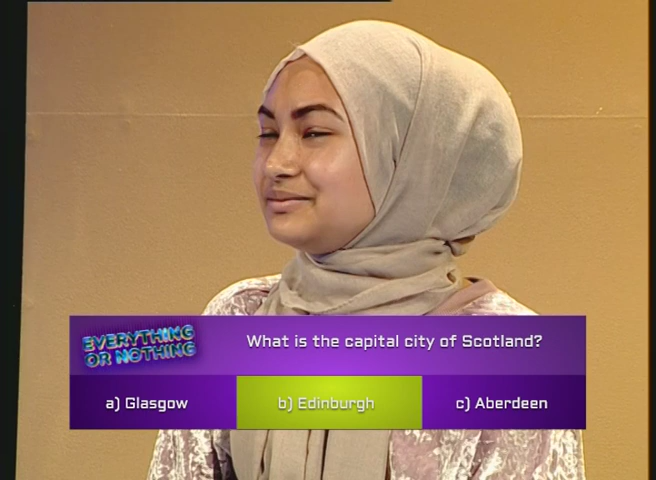 EVERYTHING
OR NOTHING
What is the capital city of Scotland?
a) Glasgow
b) Edinburgh
c) Aberdeen